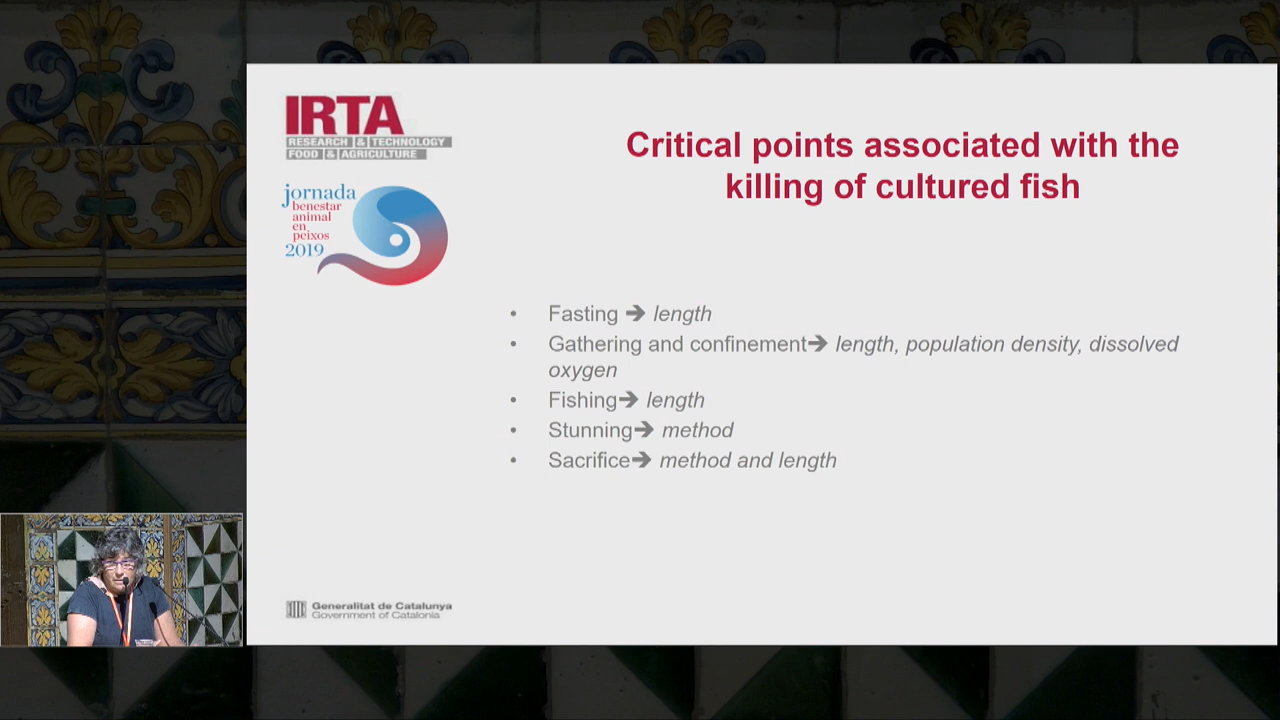 IRTA
RESEARCH & TECHNOLOGY
FOOD & AGRICULTURE
jornada
benestar
animal
en
peixos
2019
Critical points associated with the
killing of cultured fish
• Fasting ➔ length
• Gathering and confinement➔ length, population density, dissolved
oxygen
• Fishing➔ length
• Stunning➔ method
• Sacrifice➔ method and length
Generalitat de Catalunya
Government of Catalonia